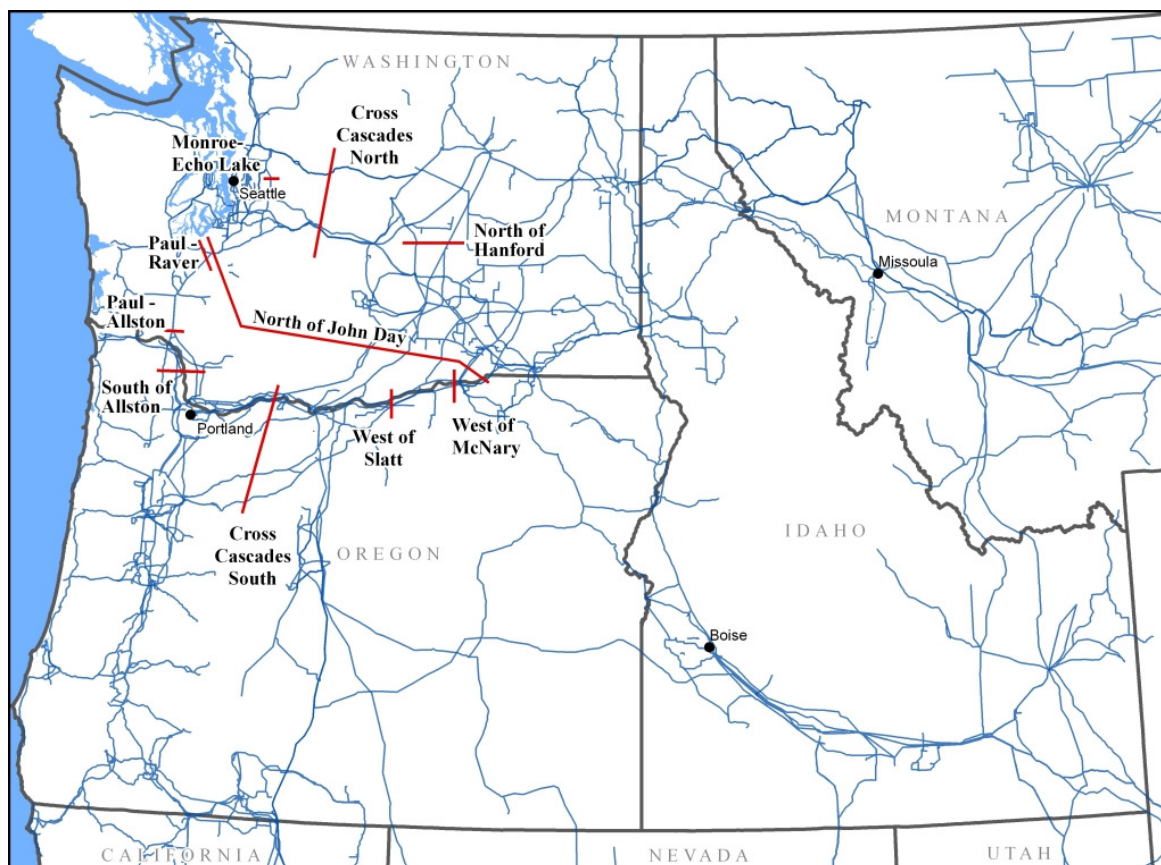 WASHINGTON
Cross
Cascades
North
Monroe-
Echo Lake
Seattle
North of
Hanford
MONTANA
Paul -
Raver
Missoula
Paul -
Allston
North of John Day
South of
Allston
Portland
West of
Slatt
West of
McNary
Cross
Cascades
South
OREGON
IDAHO
Boise
CALIFORNIA
NEVADA
UTAH